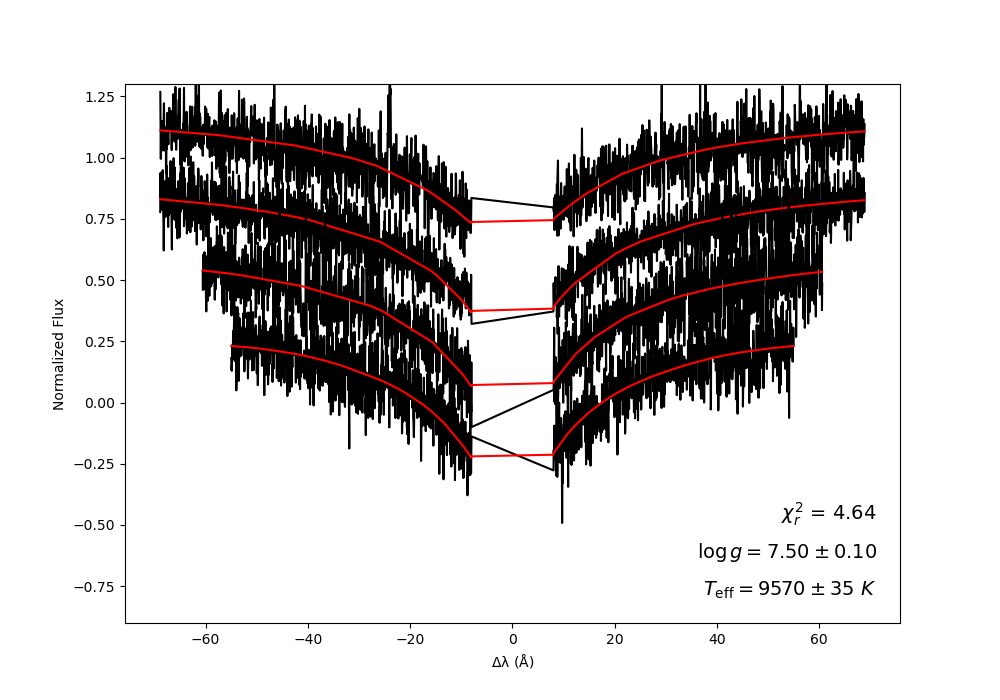 1.25
1.00
0.75
0.50
0.25
0.00
−0.25
−0.50
−0.75
Normalized Flux
χ²ᵣ = 4.64
log g = 7.50 ± 0.10
T_eff = 9570 ± 35 K
−60 −40 −20 0 20 40 60
Δλ (Å)